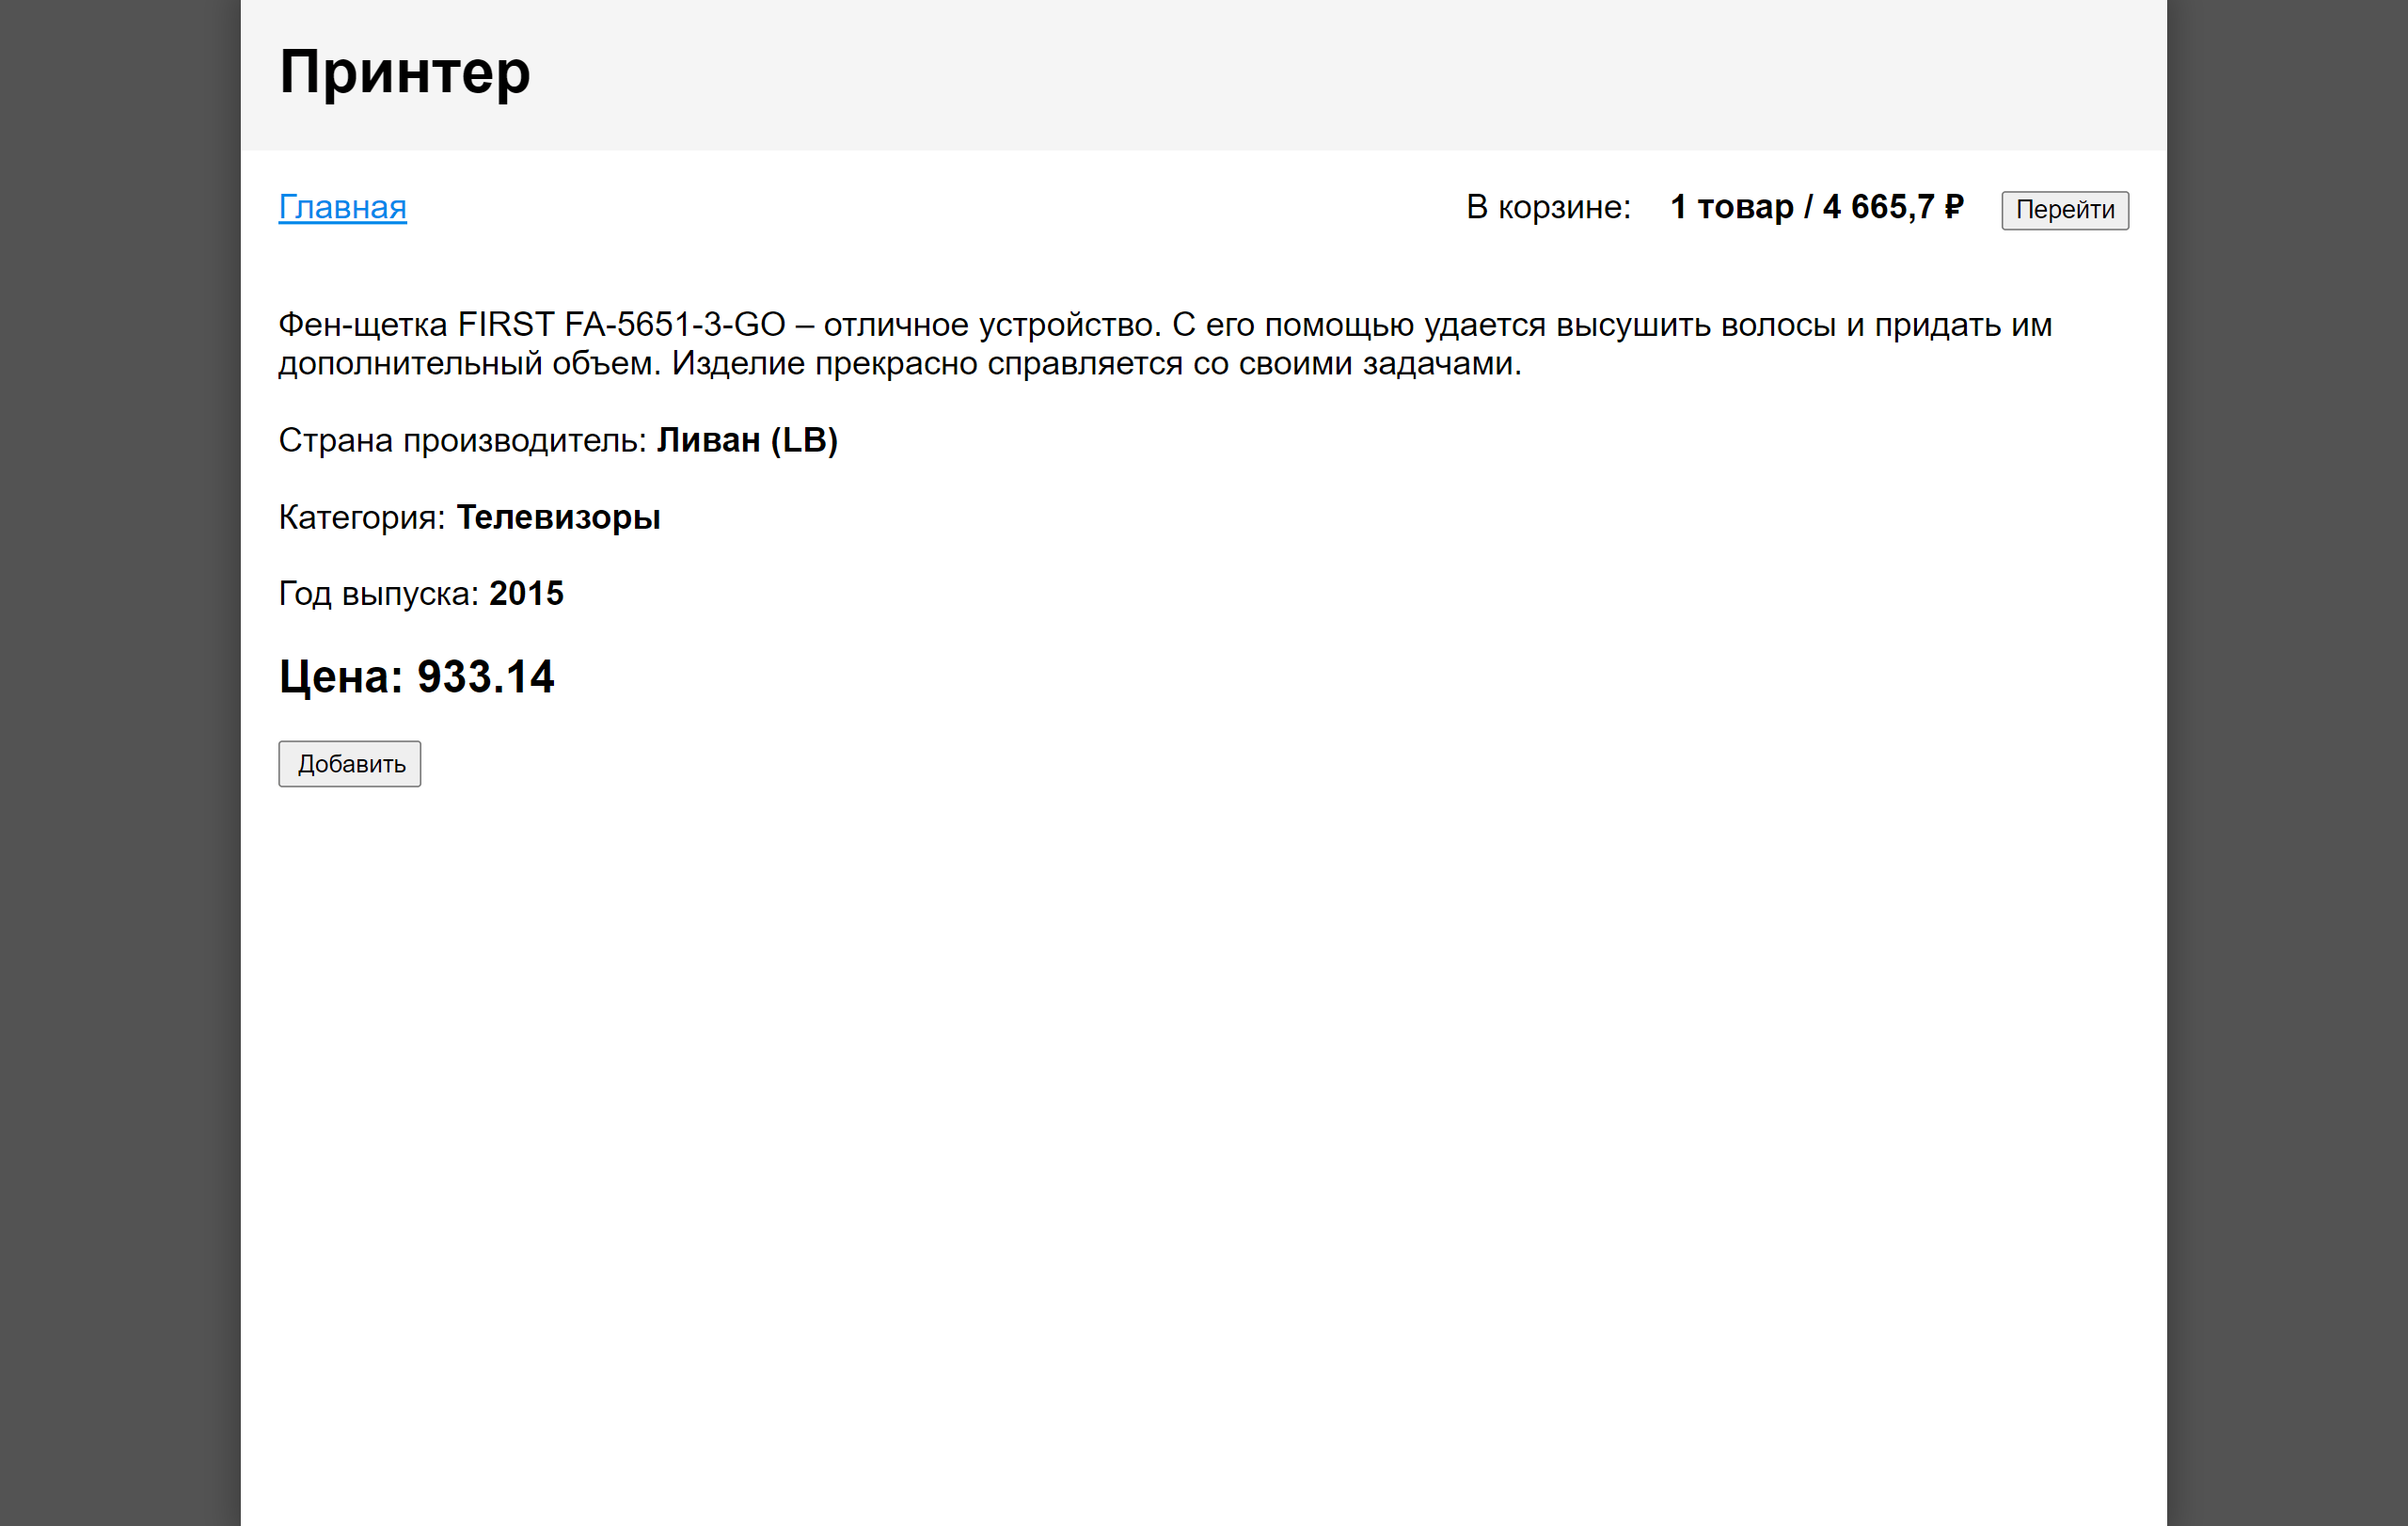 Принтер
Главная
В корзине: 1 товар / 4 665,7 ₽ Перейти
Фен-щетка FIRST FA-5651-3-GO – отличное устройство. С его помощью удается высушить волосы и придать им
дополнительный объем. Изделие прекрасно справляется со своими задачами.
Страна производитель: Ливан (LB)
Категория: Телевизоры
Год выпуска: 2015
Цена: 933.14
Добавить